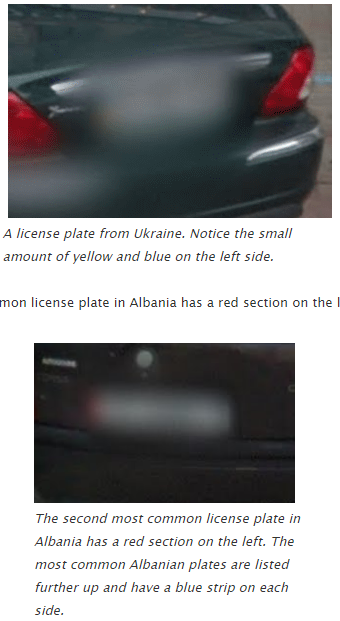 A license plate from Ukraine. Notice the small
amount of yellow and blue on the left side.
mon license plate in Albania has a red section on the l
The second most common license plate in
Albania has a red section on the left. The
most common Albanian plates are listed
further up and have a blue strip on each
side.